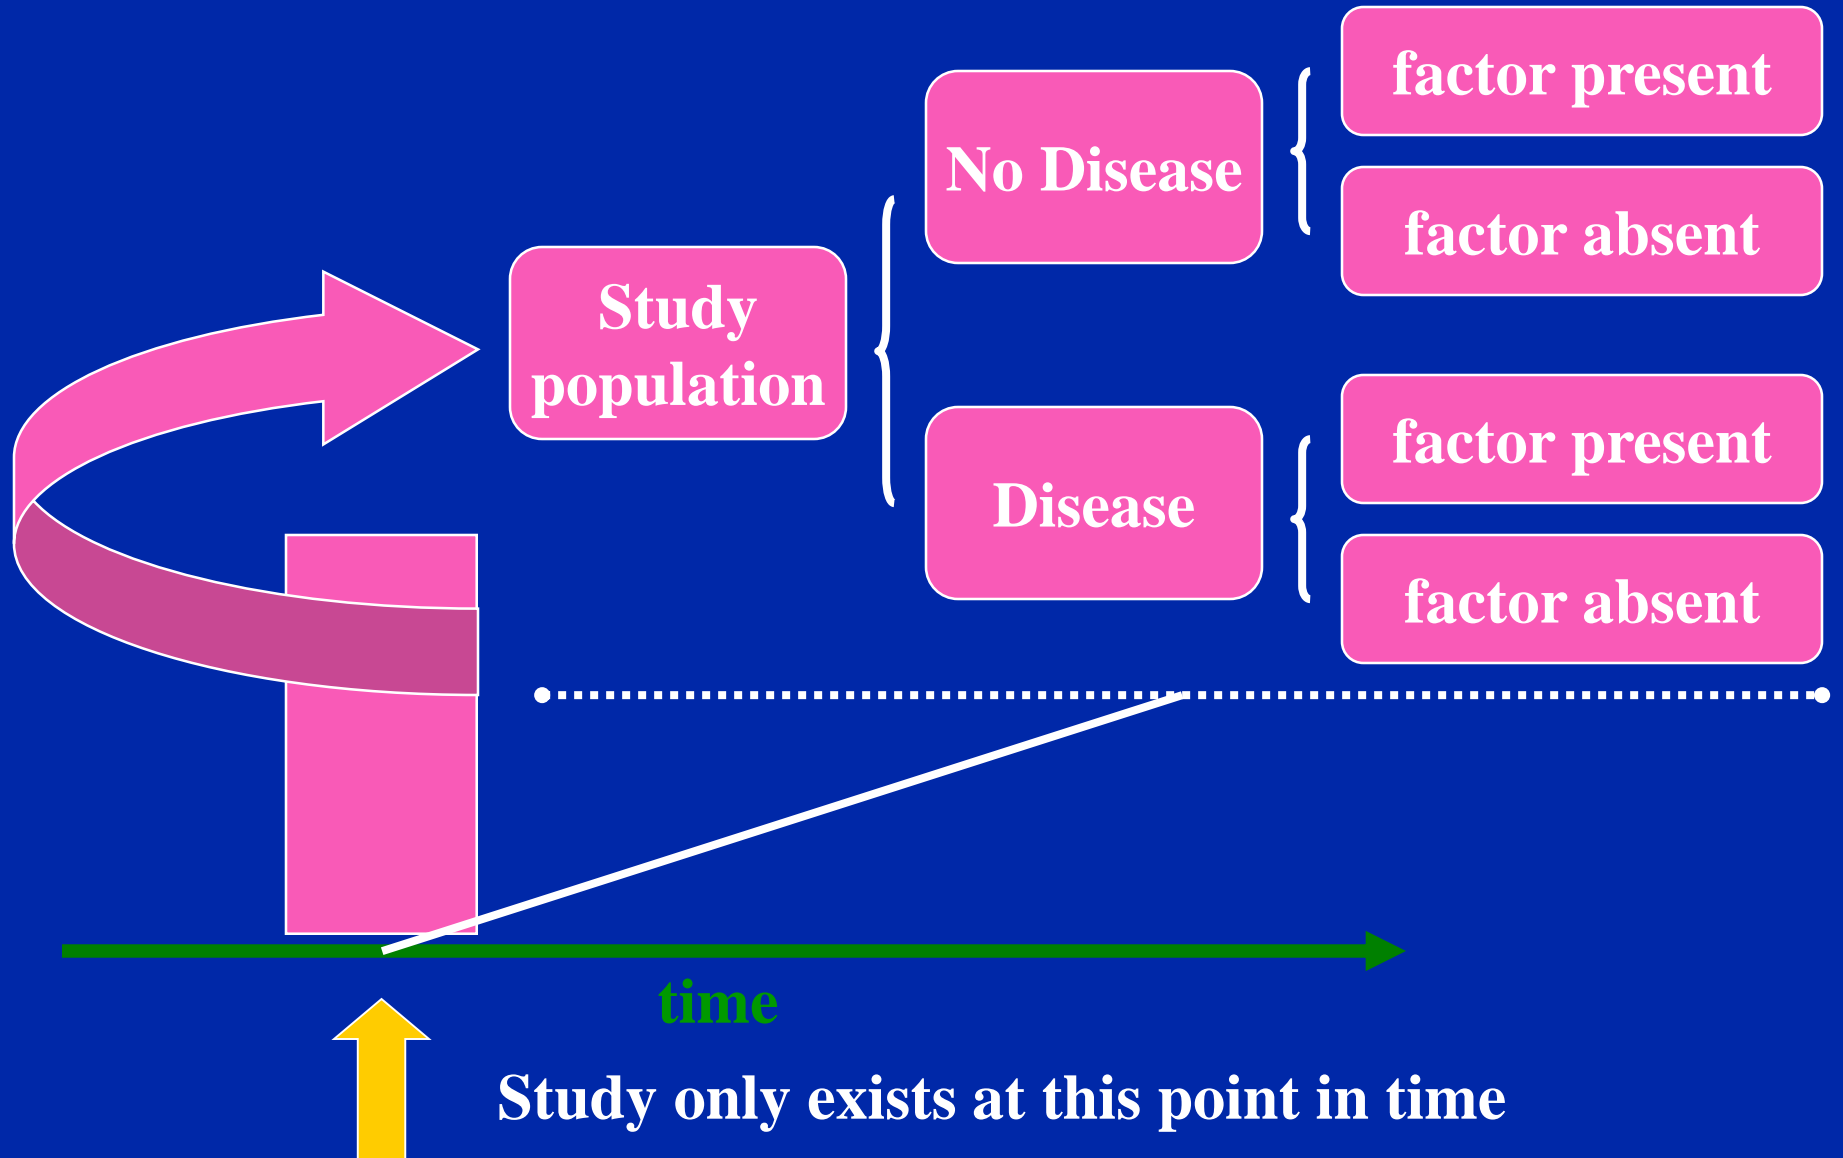 factor present
No Disease
factor absent
Study
population
factor present
Disease
factor absent
time
Study only exists at this point in time